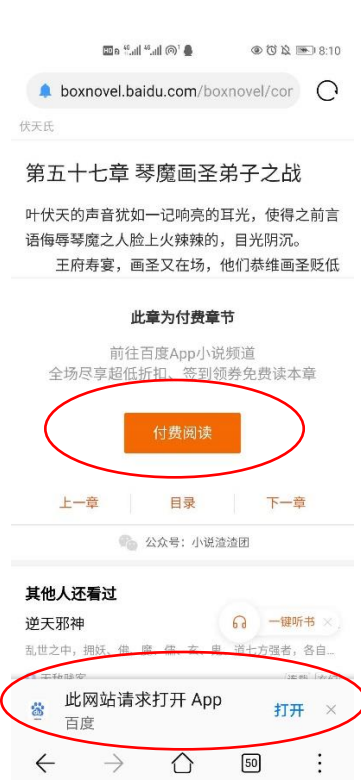 8:10
boxnovel.baidu.com/boxnovel/cor
伏天氏
第五十七章 琴魔画圣弟子之战
叶伏天的声音犹如一记响亮的耳光，使得之前言
语侮辱琴魔之人脸上火辣辣的，目光阴沉。
王府寿宴，画圣又在场，他们恭维画圣贬低
此章为付费章节
前往百度App小说频道
全场尽享超低折扣、签到领券免费读本章
付费阅读
上一章 目录 下一章
公众号：小说渣渣团
其他人还看过
逆天邪神
一键听书
乱世之中，拥妖、佛、魔、儒、玄、鬼、道七方强者，各自...
此网站请求打开 App
百度
打开
50